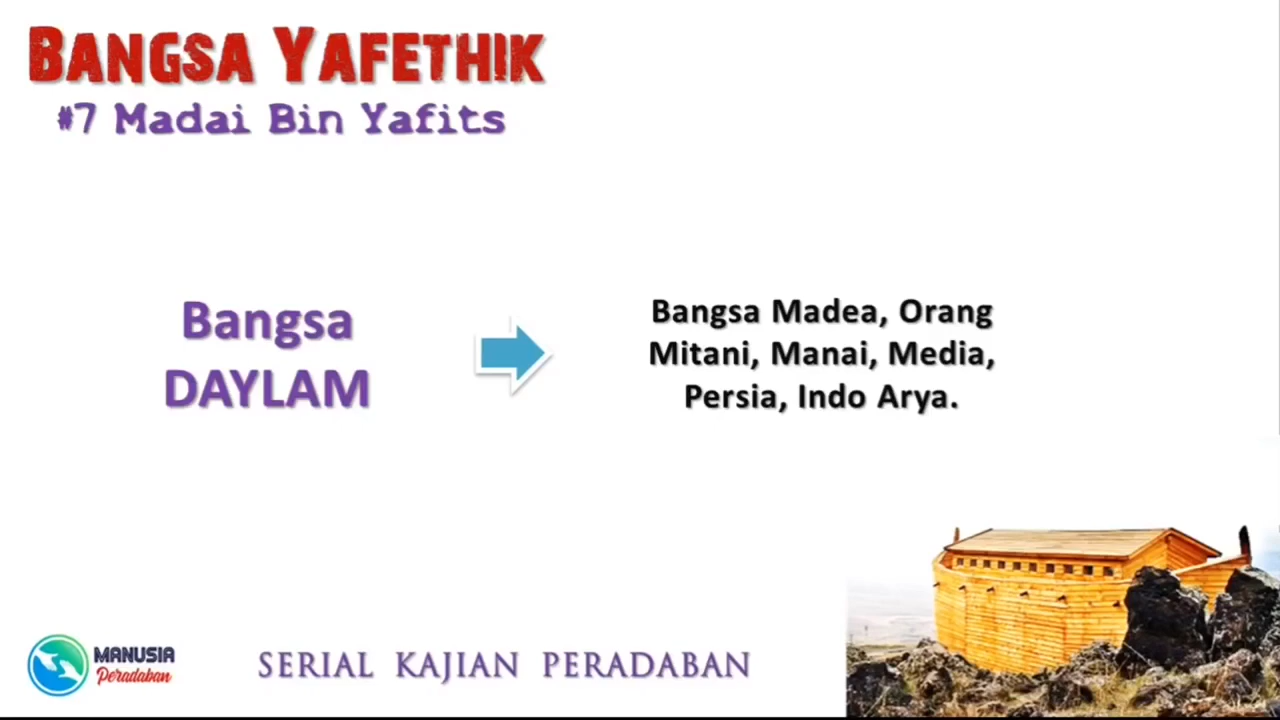 BANGSA YAFETHIK
#7 Madai Bin Yafits
Bangsa
DAYLAM
Bangsa Madea, Orang
Mitani, Manai, Media,
Persia, Indo Arya.
MANUSIA
Peradaban
SERIAL KAJIAN PERADABAN